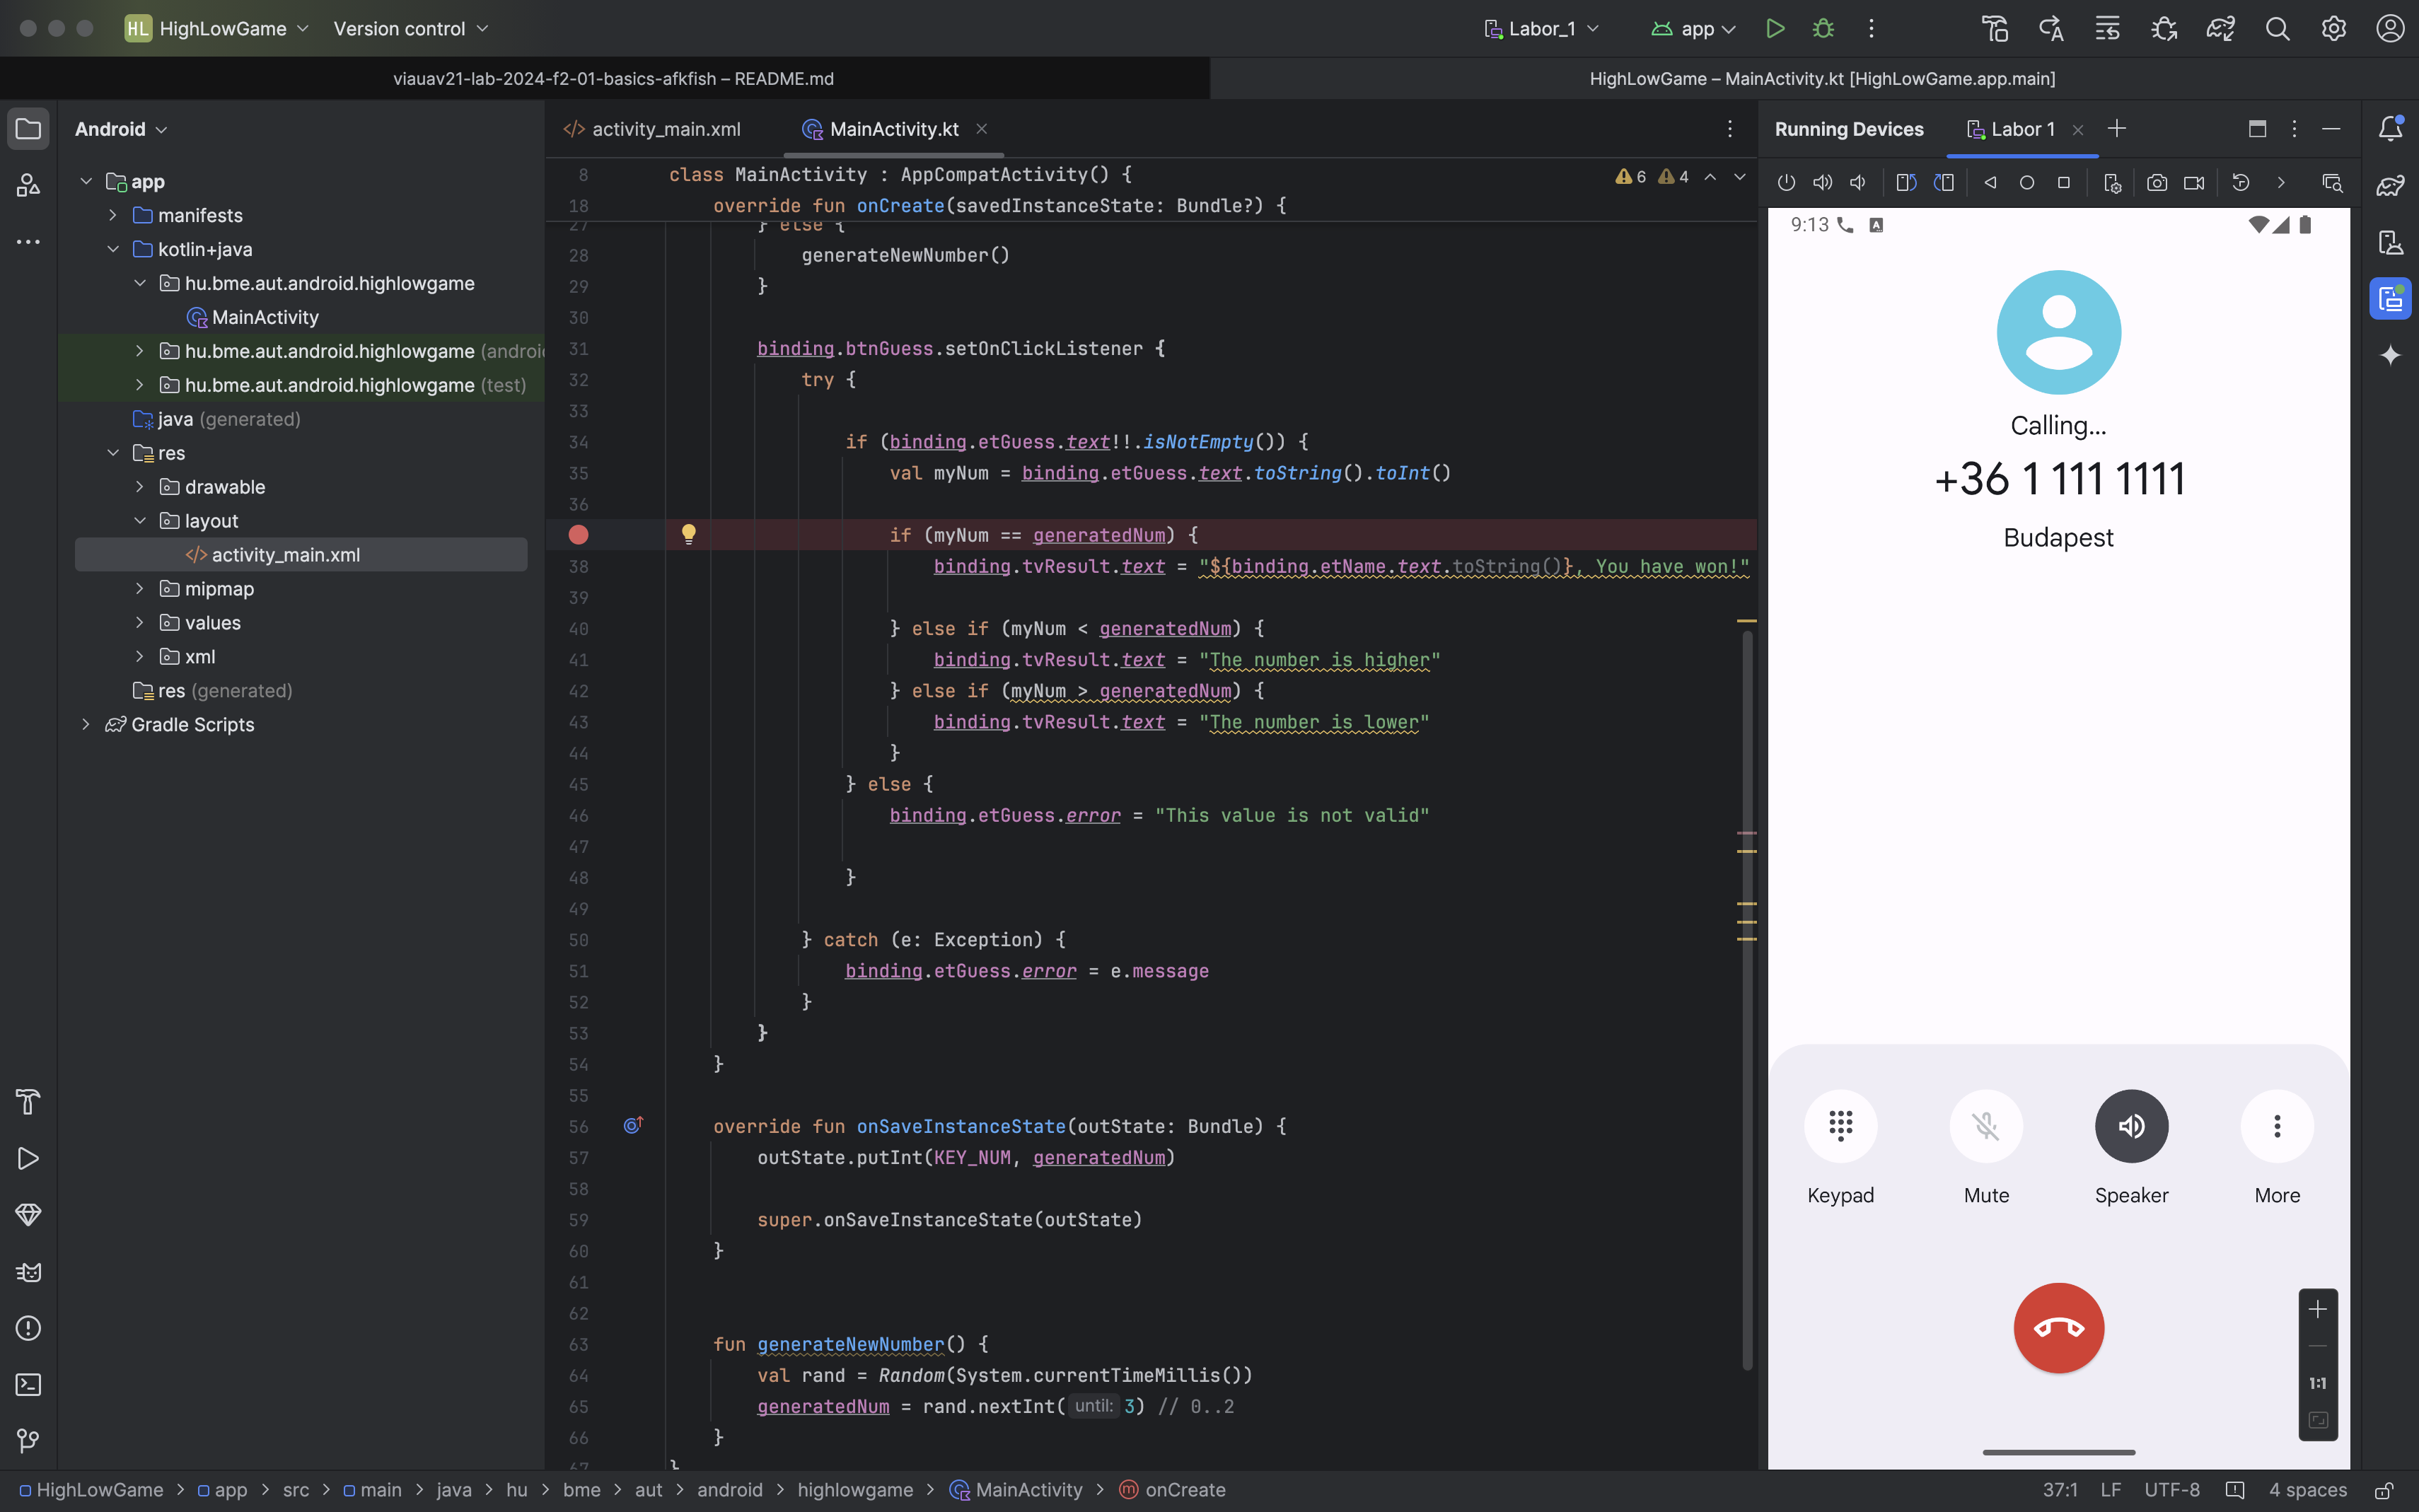 HL HighLowGame Version control Labor_1 app
viauav21-lab-2024-f2-01-basics-afkfish – README.md HighLowGame – MainActivity.kt [HighLowGame.app.main]
Android
app
manifests
kotlin+java
hu.bme.aut.android.highlowgame
MainActivity
hu.bme.aut.android.highlowgame (androi
hu.bme.aut.android.highlowgame (test)
java (generated)
res
drawable
layout
activity_main.xml
mipmap
values
xml
res (generated)
Gradle Scripts
activity_main.xml MainActivity.kt
6 4
8 class MainActivity : AppCompatActivity() {
18 override fun onCreate(savedInstanceState: Bundle?) {
27 } else {
28 generateNewNumber()
29 }
30
31 binding.btnGuess.setOnClickListener {
32 try {
33
34 if (binding.etGuess.text!!.isNotEmpty()) {
35 val myNum = binding.etGuess.text.toString().toInt()
36
if (myNum == generatedNum) {
38 binding.tvResult.text = "${binding.etName.text.toString()}, You have won!"
39
40 } else if (myNum < generatedNum) {
41 binding.tvResult.text = "The number is higher"
42 } else if (myNum > generatedNum) {
43 binding.tvResult.text = "The number is lower"
44 }
45 } else {
46 binding.etGuess.error = "This value is not valid"
47
48 }
49
50 } catch (e: Exception) {
51 binding.etGuess.error = e.message
52 }
53 }
54 }
55
56 override fun onSaveInstanceState(outState: Bundle) {
57 outState.putInt(KEY_NUM, generatedNum)
58
59 super.onSaveInstanceState(outState)
60 }
61
62
63 fun generateNewNumber() {
64 val rand = Random(System.currentTimeMillis())
65 generatedNum = rand.nextInt( until: 3) // 0..2
66 }
67 }
Running Devices Labor 1
9:13 A
Calling...
+36 1 111 1111
Budapest
Keypad Mute Speaker More
1:1
HighLowGame > app > src > main > java > hu > bme > aut > android > highlowgame > MainActivity > m onCreate
37:1 LF UTF-8 4 spaces